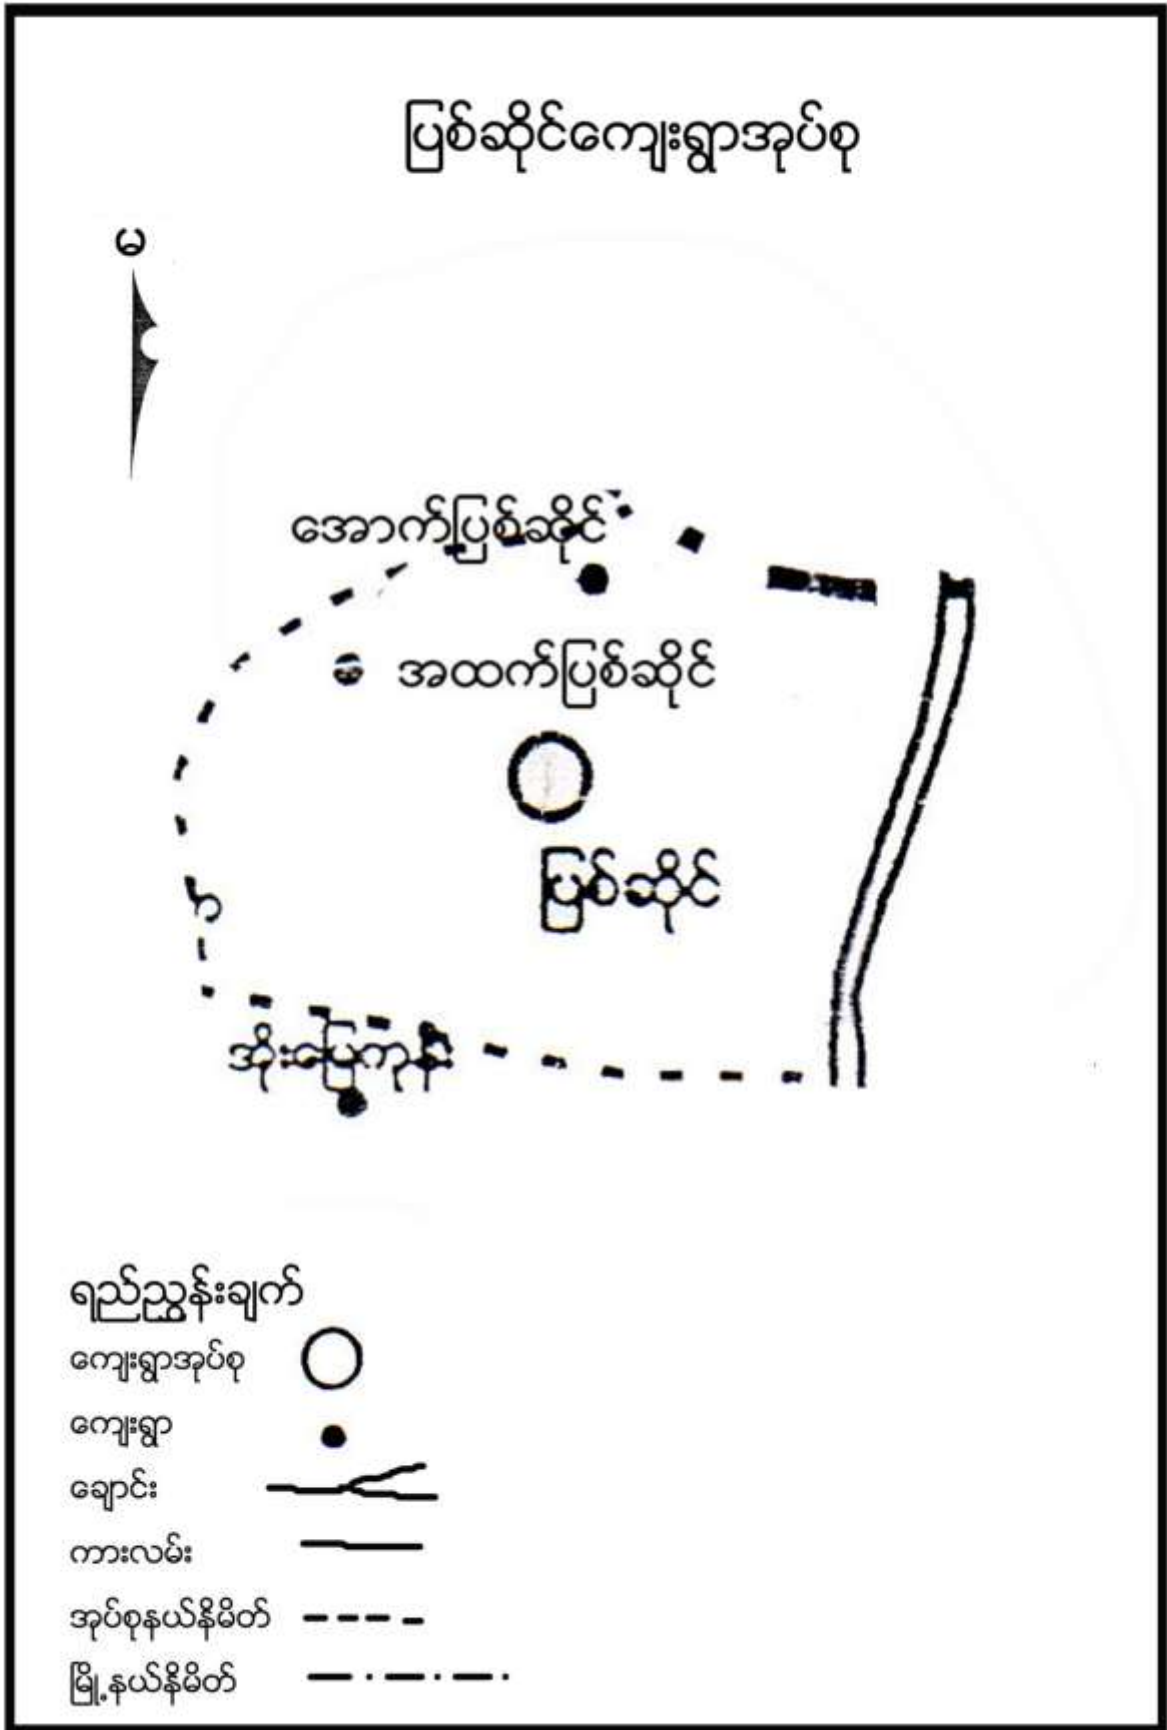 ပြစ်ဆိုင်ကျေးရွာအုပ်စု
မ
အောက်ပြစ်ဆိုင်
အထက်ပြစ်ဆိုင်
ပြစ်ဆိုင်
အိုးမြေကုန်း
ရည်ညွှန်းချက်
ကျေးရွာအုပ်စု
ကျေးရွာ
ချောင်း
ကားလမ်း
အုပ်စုနယ်နိမိတ်
မြို့နယ်နိမိတ်